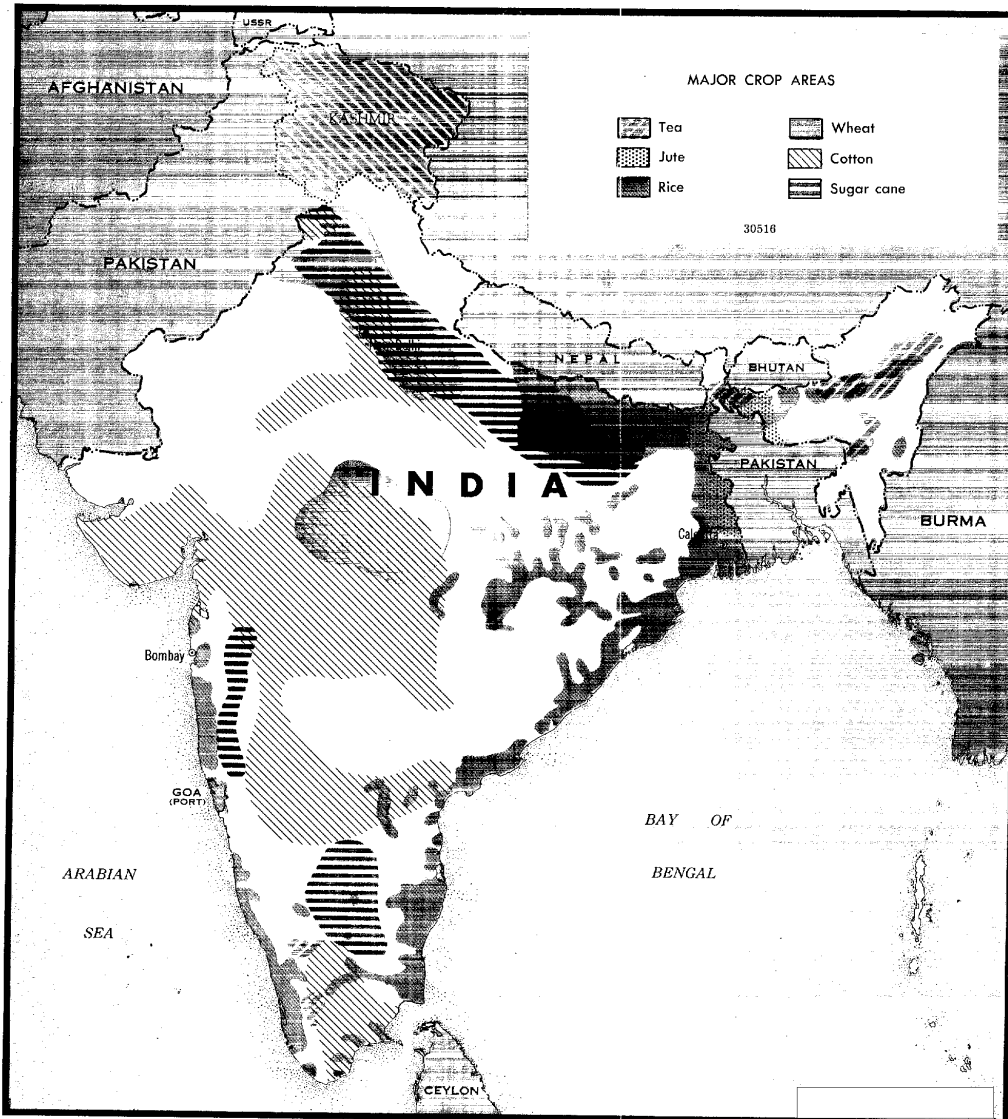 USSR
AFGHANISTAN
KASHMIR
MAJOR CROP AREAS
Tea
Wheat
Jute
Cotton
Rice
Sugar cane
30516
PAKISTAN
NEPAL
BHUTAN
INDIA
PAKISTAN
BURMA
Bombay
GOA
(PORT)
BAY OF
BENGAL
ARABIAN
SEA
CEYLON